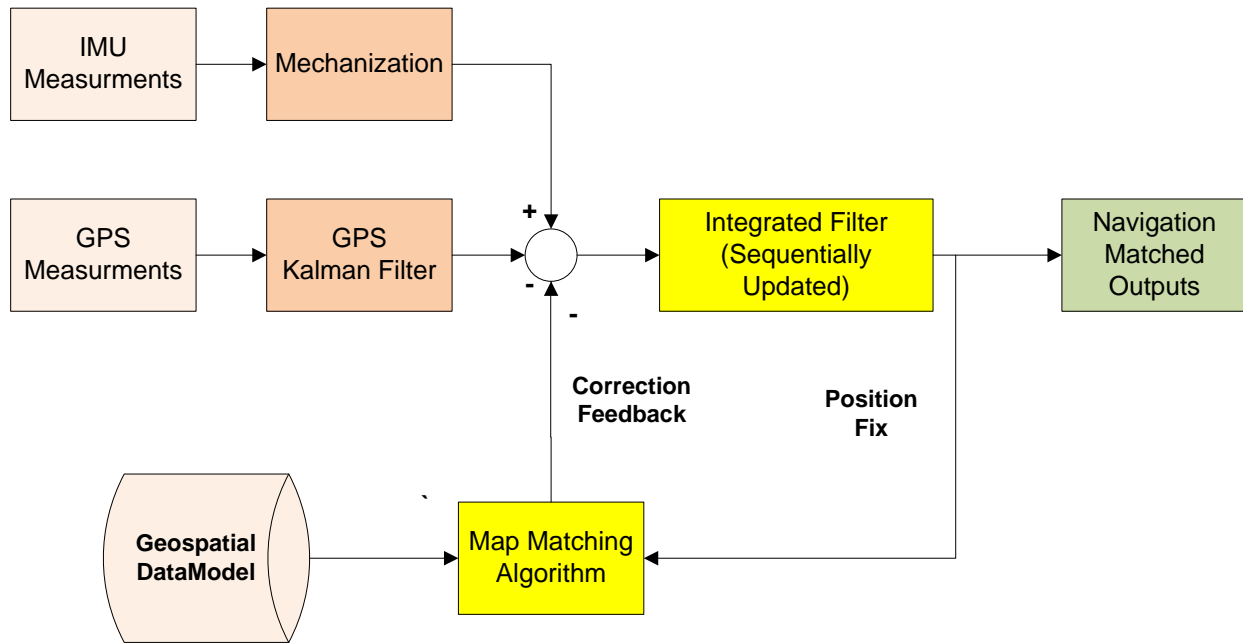 IMU
Measurments
Mechanization
+
GPS
Measurments
GPS
Kalman Filter
-
-
Integrated Filter
(Sequentially
Updated)
Navigation
Matched
Outputs
Correction
Feedback
Position
Fix
`
Geospatial
DataModel
Map Matching
Algorithm